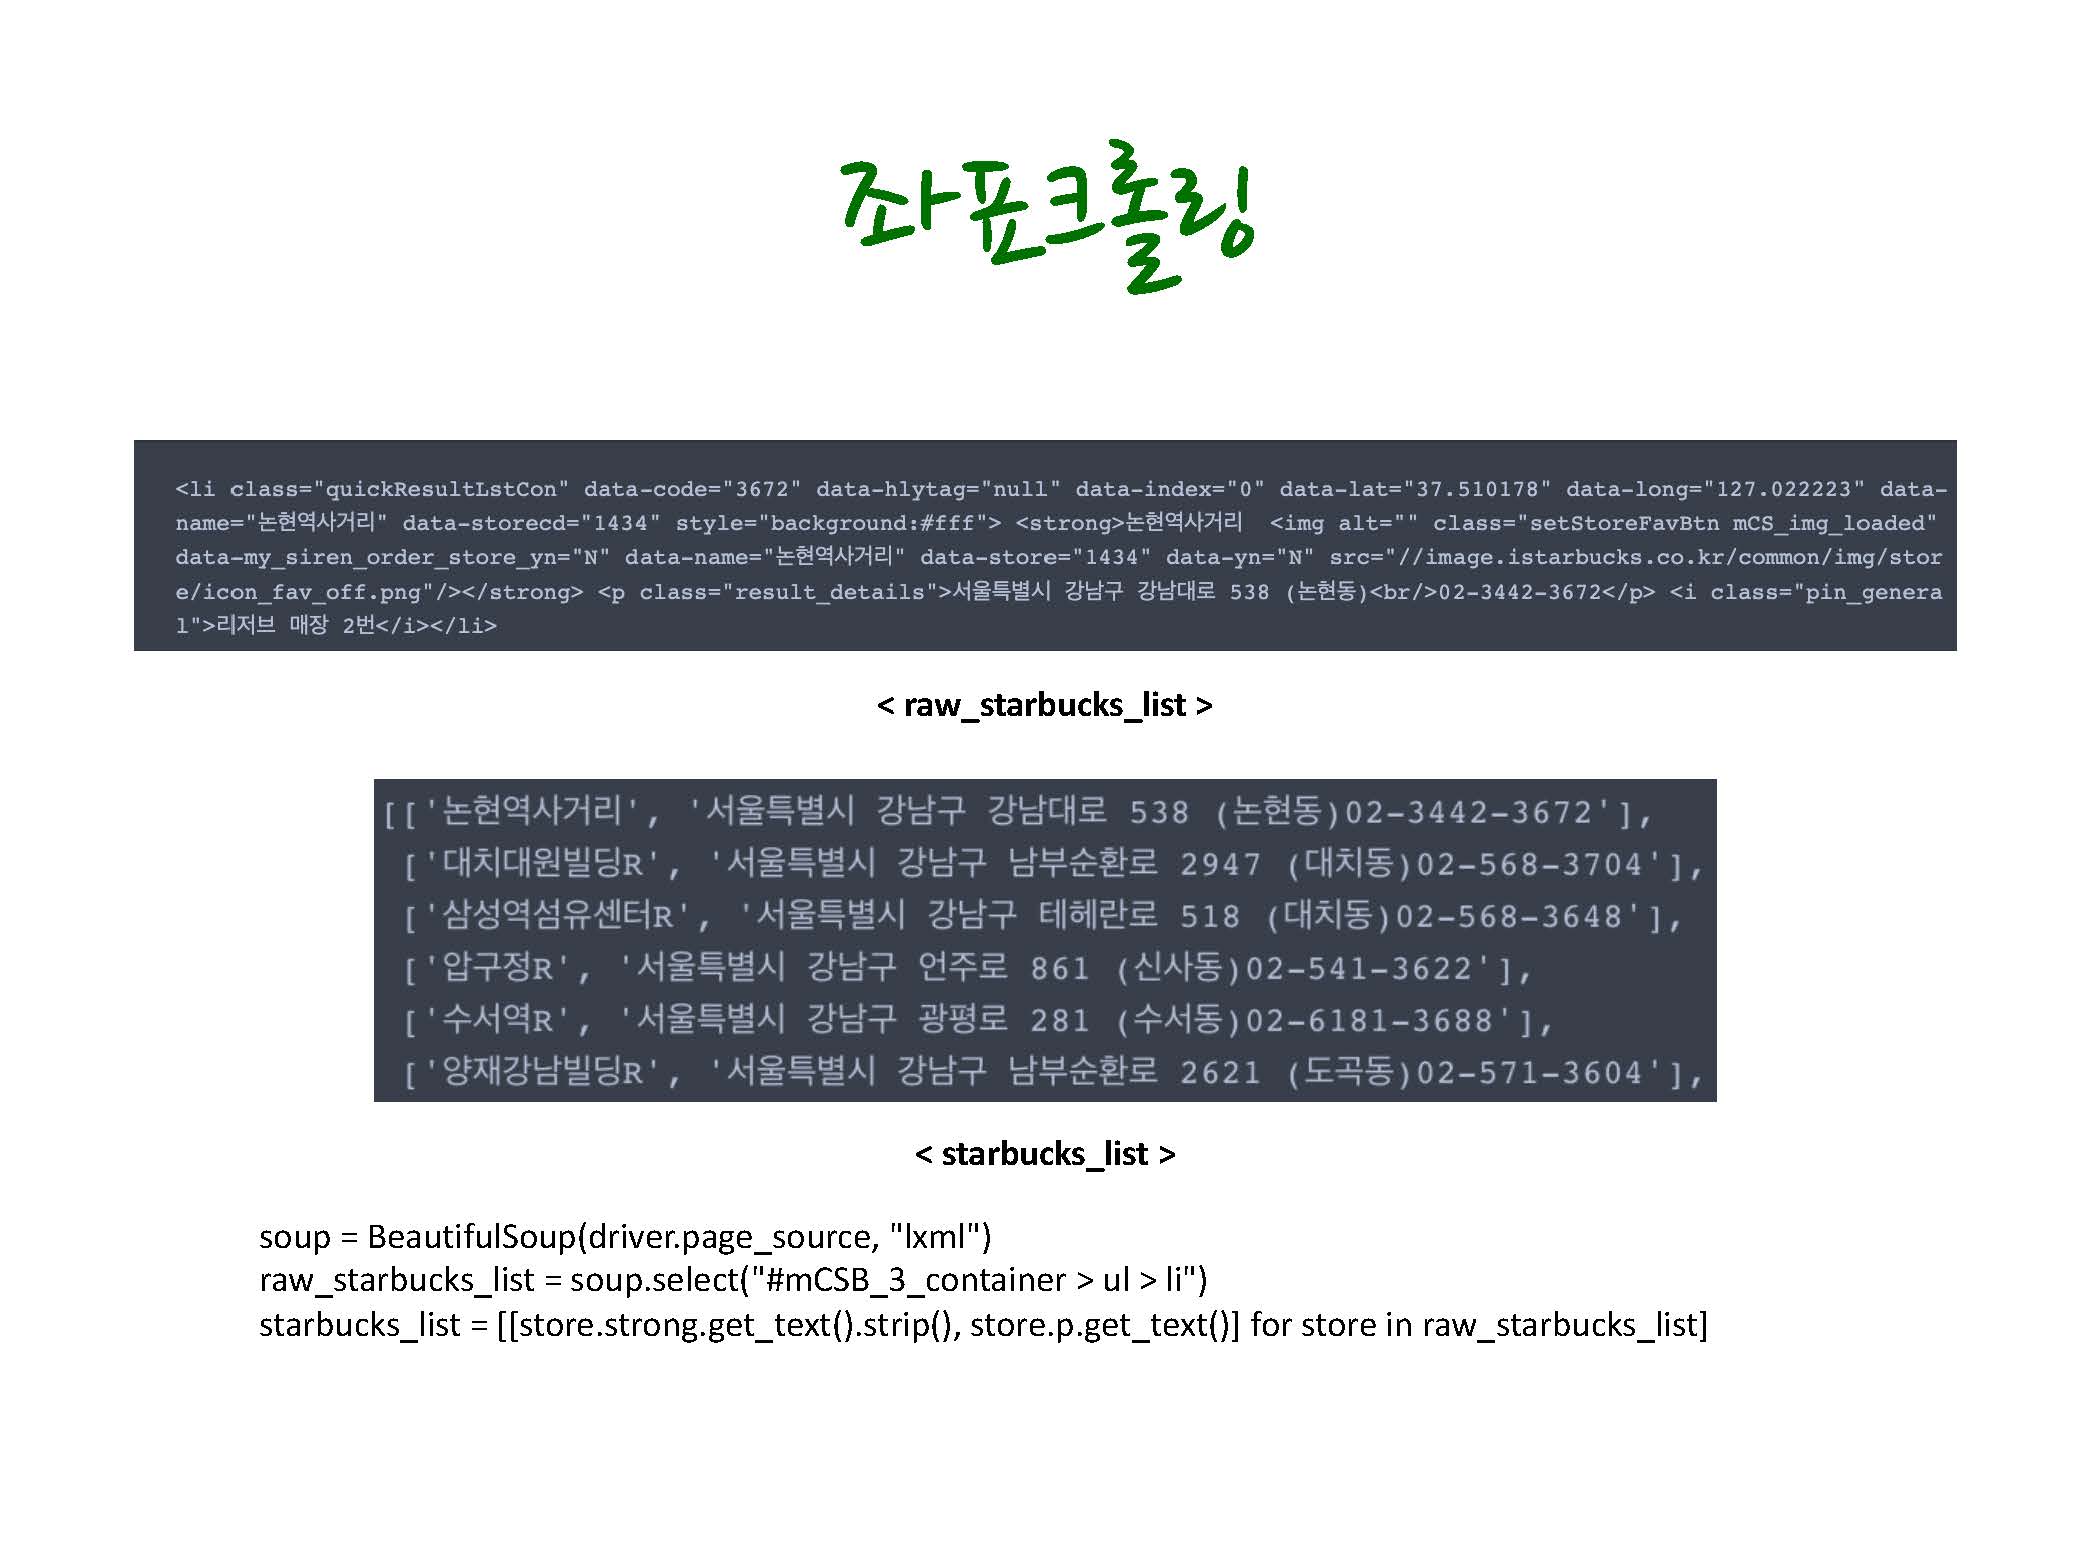 좌표크롤링
<li class="quickResultLstCon" data-code="3672" data-hlytag="null" data-index="0" data-lat="37.510178" data-long="127.022223" data-
name="논현역사거리" data-storecd="1434" style="background:#fff"> <strong>논현역사거리  <img alt="" class="setStoreFavBtn mCS_img_loaded"
data-my_siren_order_store_yn="N" data-name="논현역사거리" data-store="1434" data-yn="N" src="//image.istarbucks.co.kr/common/img/stor
e/icon_fav_off.png"/></strong> <p class="result_details">서울특별시 강남구 강남대로 538 (논현동)<br/>02-3442-3672</p> <i class="pin_genera
l">리저브 매장 2번</i></li>
< raw_starbucks_list >
[['논현역사거리', '서울특별시 강남구 강남대로 538 (논현동)02-3442-3672'],
['대치대원빌딩R', '서울특별시 강남구 남부순환로 2947 (대치동)02-568-3704'],
['삼성역섬유센터R', '서울특별시 강남구 테헤란로 518 (대치동)02-568-3648'],
['압구정R', '서울특별시 강남구 언주로 861 (신사동)02-541-3622'],
['수서역R', '서울특별시 강남구 광평로 281 (수서동)02-6181-3688'],
['양재강남빌딩R', '서울특별시 강남구 남부순환로 2621 (도곡동)02-571-3604'],
< starbucks_list >
soup = BeautifulSoup(driver.page_source, "lxml")
raw_starbucks_list = soup.select("#mCSB_3_container > ul > li")
starbucks_list = [[store.strong.get_text().strip(), store.p.get_text()] for store in raw_starbucks_list]